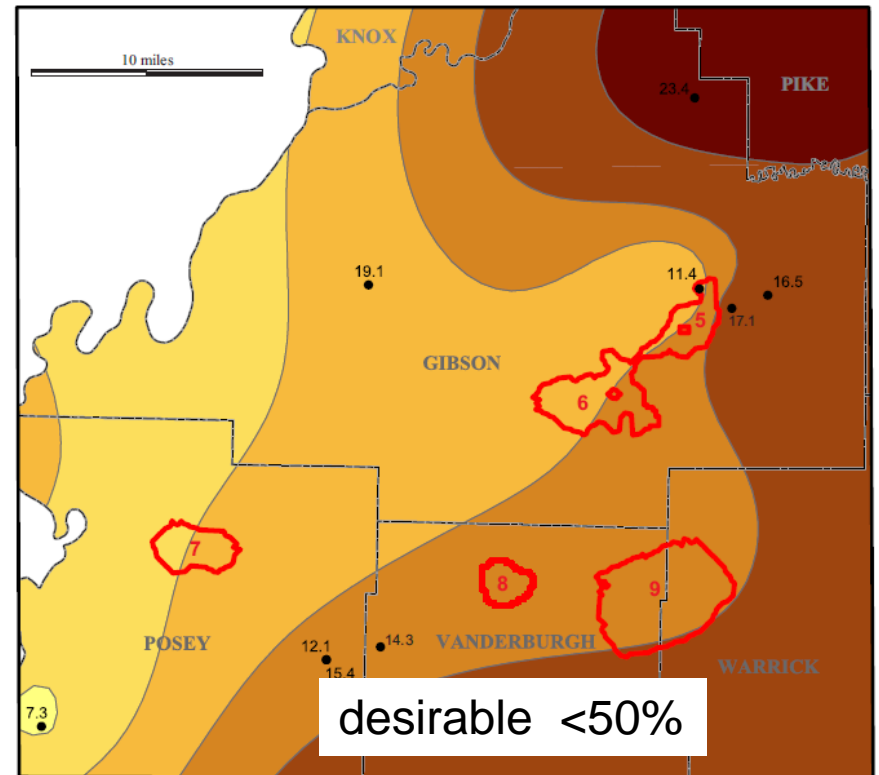 KNOX
10 miles
PIKE
23.4
19.1
11.4
16.5
17.1
5
GIBSON
6
7
8
9
POSEY
VANDERBURGH
12.1
14.3
15.4
WARRICK
7.3
desirable <50%